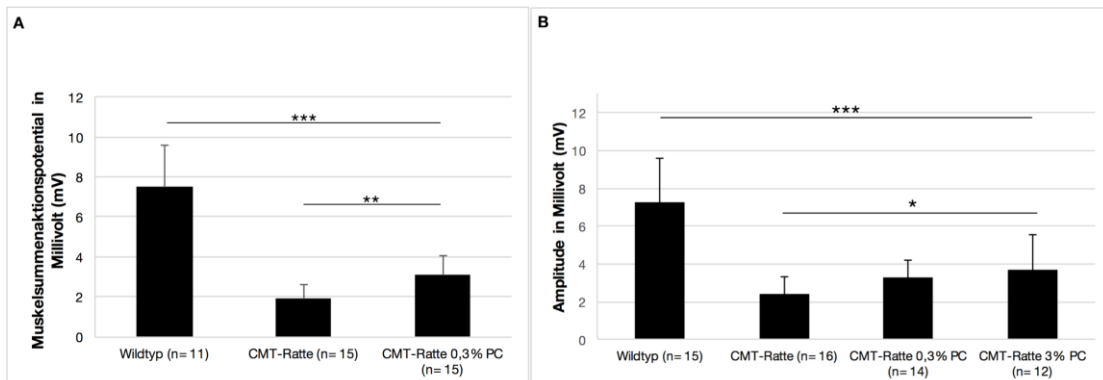 A
Muskelsummenaktionspotential in
Millivolt (mV)
12
10
8
6
4
2
0
***
**
Wildtyp (n= 11)
CMT-Ratte (n= 15)
CMT-Ratte 0,3% PC
(n= 15)
B
Amplitude in Millivolt (mV)
12
10
8
6
4
2
0
***
*
Wildtyp (n= 15)
CMT-Ratte (n= 16)
CMT-Ratte 0,3% PC
(n= 14)
CMT-Ratte 3% PC
(n= 12)